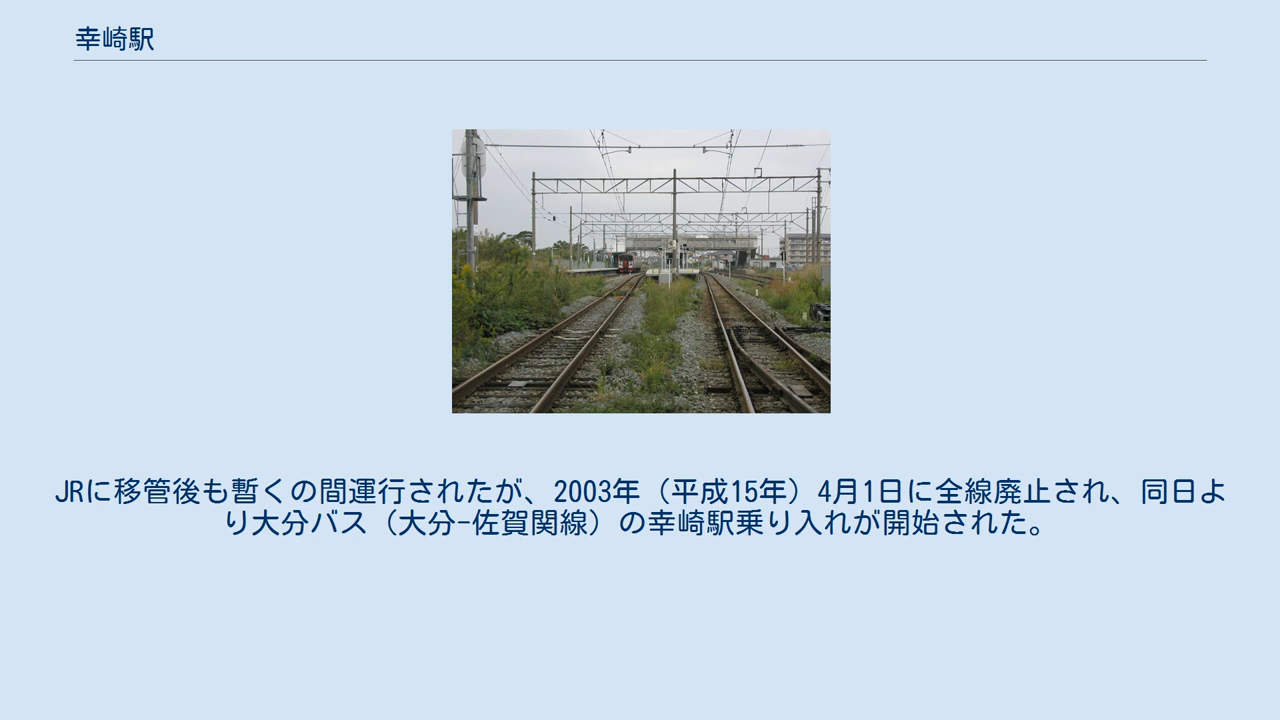 幸崎駅
JRに移管後も暫くの間運行されたが、2003年（平成15年）4月1日に全線廃止され、同日よ
り大分バス（大分-佐賀関線）の幸崎駅乗り入れが開始された。